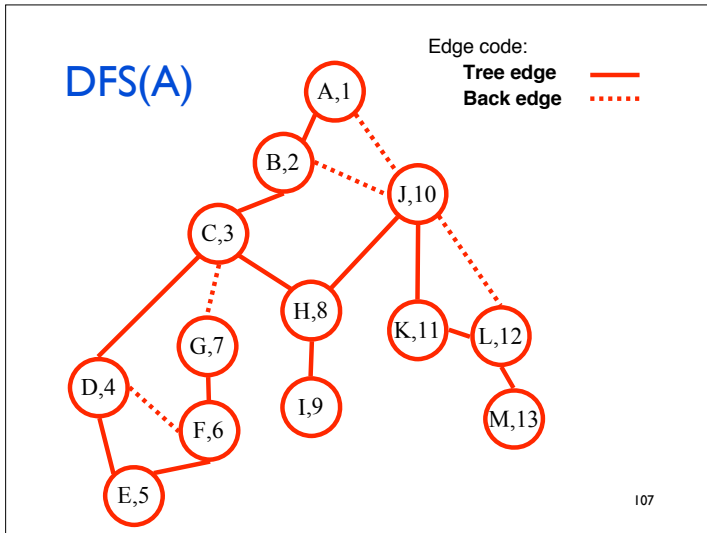 DFS(A)
Edge code:
Tree edge
Back edge
A,1
B,2
J,10
C,3
H,8
K,11
L,12
G,7
D,4
I,9
M,13
F,6
E,5
107